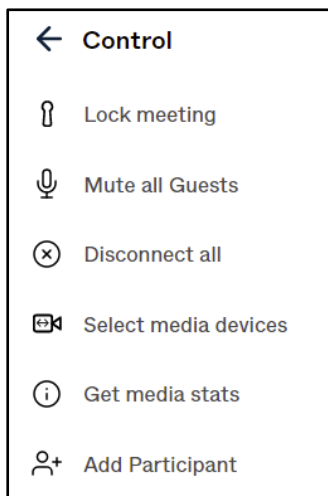 Control
Lock meeting
Mute all Guests
Disconnect all
Select media devices
Get media stats
Add Participant